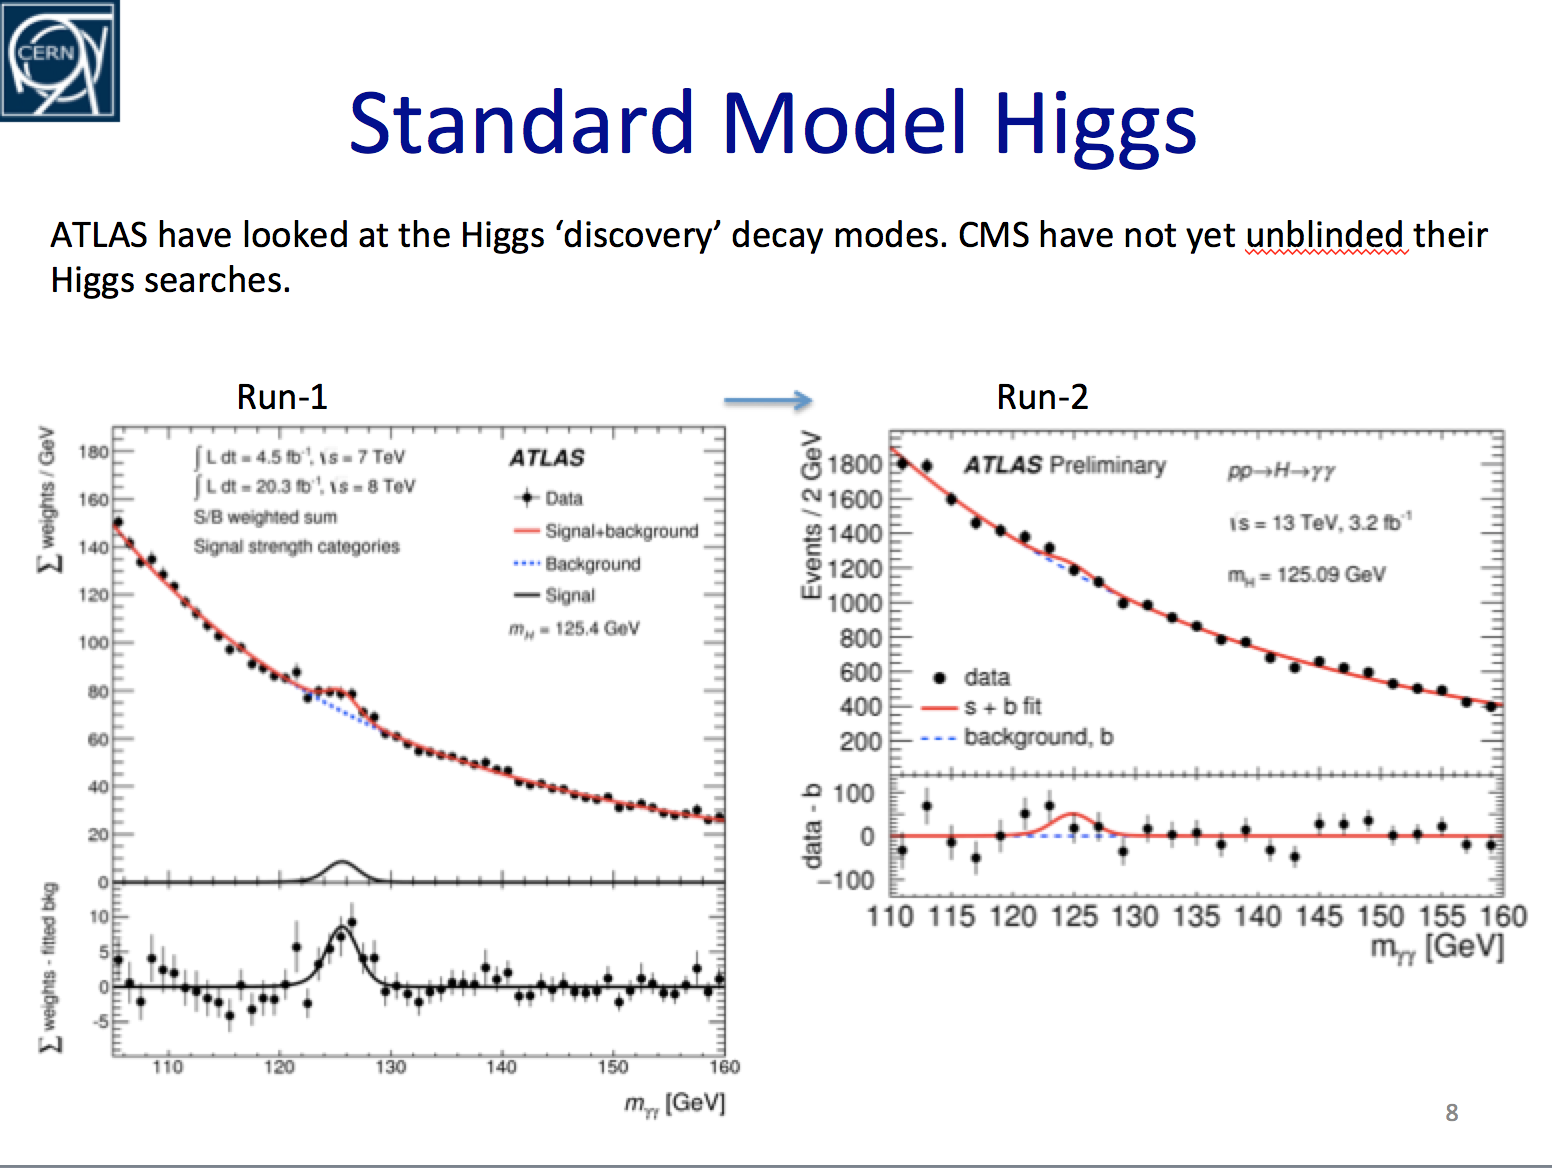 CERN
Standard Model Higgs
ATLAS have looked at the Higgs ‘discovery’ decay modes. CMS have not yet unblinded their
Higgs searches.
Run-1
∑ weights / GeV
180
160
140
120
100
80
60
40
20
0
∫ L dt = 4.5 fb⁻¹, √s = 7 TeV
∫ L dt = 20.3 fb⁻¹, √s = 8 TeV
S/B weighted sum
Signal strength categories
ATLAS
Data
Signal+background
Background
Signal
m_H = 125.4 GeV
∑ weights - fitted bkg
10
5
0
-5
110 120 130 140 150 160
m_γγ [GeV]
Run-2
Events / 2 GeV
1800
1600
1400
1200
1000
800
600
400
200
ATLAS Preliminary
pp→H→γγ
√s = 13 TeV, 3.2 fb⁻¹
m_H = 125.09 GeV
data
s + b fit
background, b
data - b
100
0
−100
110 115 120 125 130 135 140 145 150 155 160
m_γγ [GeV]
8